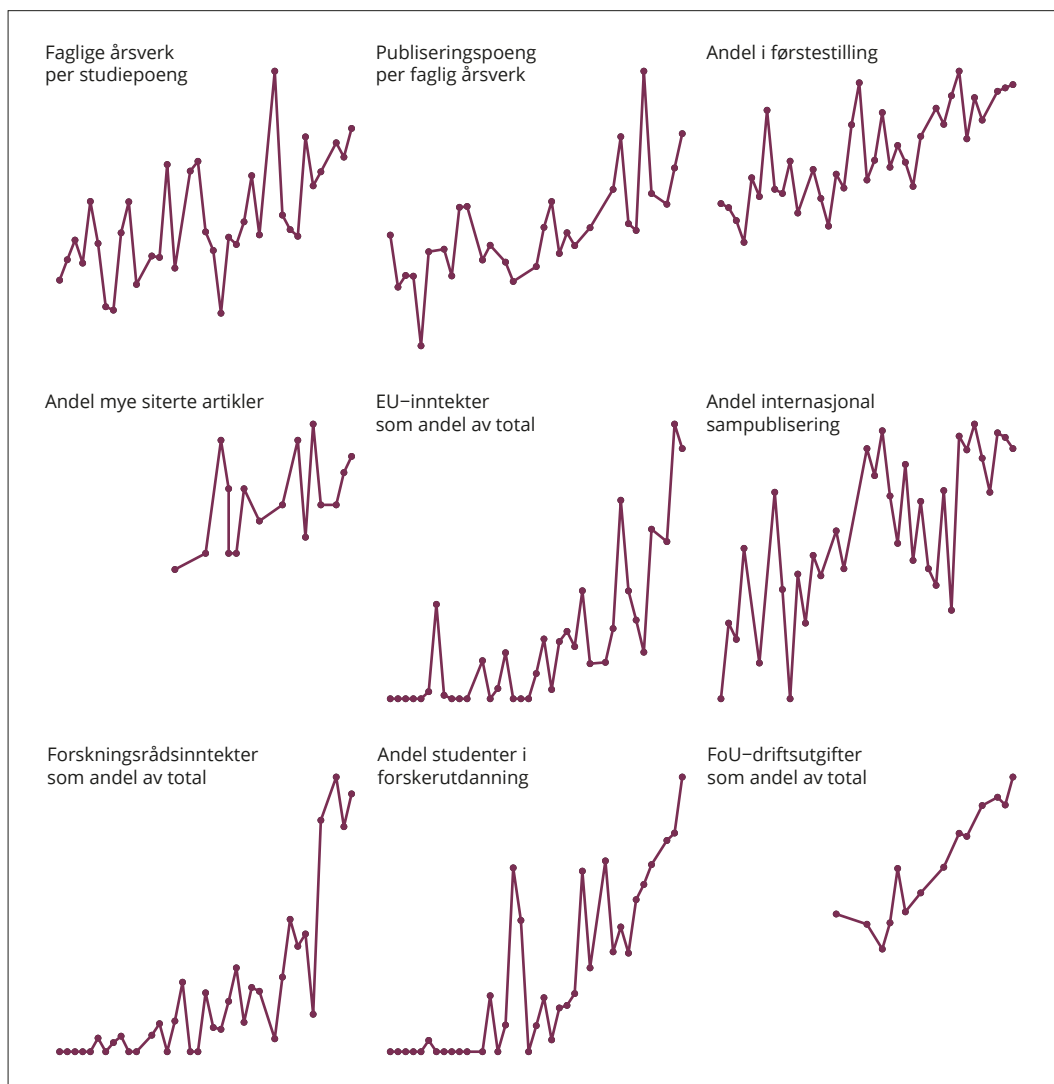 Faglige årsverk
per studiepoeng
Publiseringspoeng
per faglig årsverk
Andel i førstestilling
Andel mye siterte artikler
EU−inntekter
som andel av total
Andel internasjonal
sampublisering
Forskningsrådsinntekter
som andel av total
Andel studenter i
forskerutdanning
FoU−driftsutgifter
som andel av total